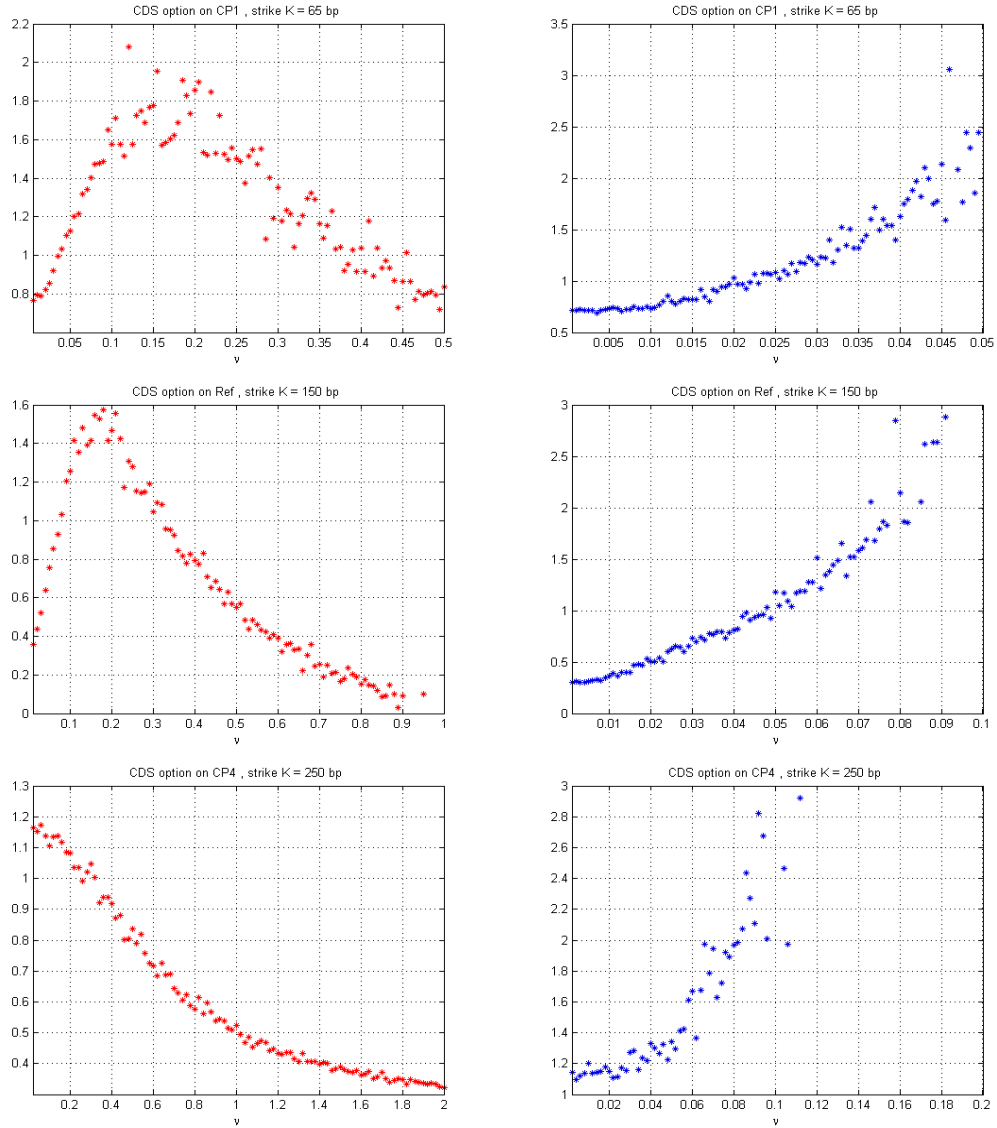 CDS option on CP1 , strike K = 65 bp
2.2
2
1.8
1.6
1.4
1.2
1
0.8
0.05 0.1 0.15 0.2 0.25 0.3 0.35 0.4 0.45 0.5
ν
CDS option on CP1 , strike K = 65 bp
3.5
3
2.5
2
1.5
1
0.5
0.005 0.01 0.015 0.02 0.025 0.03 0.035 0.04 0.045 0.05
ν
CDS option on Ref , strike K = 150 bp
1.6
1.4
1.2
1
0.8
0.6
0.4
0.2
0
0.1 0.2 0.3 0.4 0.5 0.6 0.7 0.8 0.9 1
ν
CDS option on Ref , strike K = 150 bp
3
2.5
2
1.5
1
0.5
0
0.01 0.02 0.03 0.04 0.05 0.06 0.07 0.08 0.09 0.1
ν
CDS option on CP4 , strike K = 250 bp
1.3
1.2
1.1
1
0.9
0.8
0.7
0.6
0.5
0.4
0.2 0.4 0.6 0.8 1 1.2 1.4 1.6 1.8 2
ν
CDS option on CP4 , strike K = 250 bp
3
2.8
2.6
2.4
2.2
2
1.8
1.6
1.4
1.2
1
0.02 0.04 0.06 0.08 0.1 0.12 0.14 0.16 0.18 0.2
ν